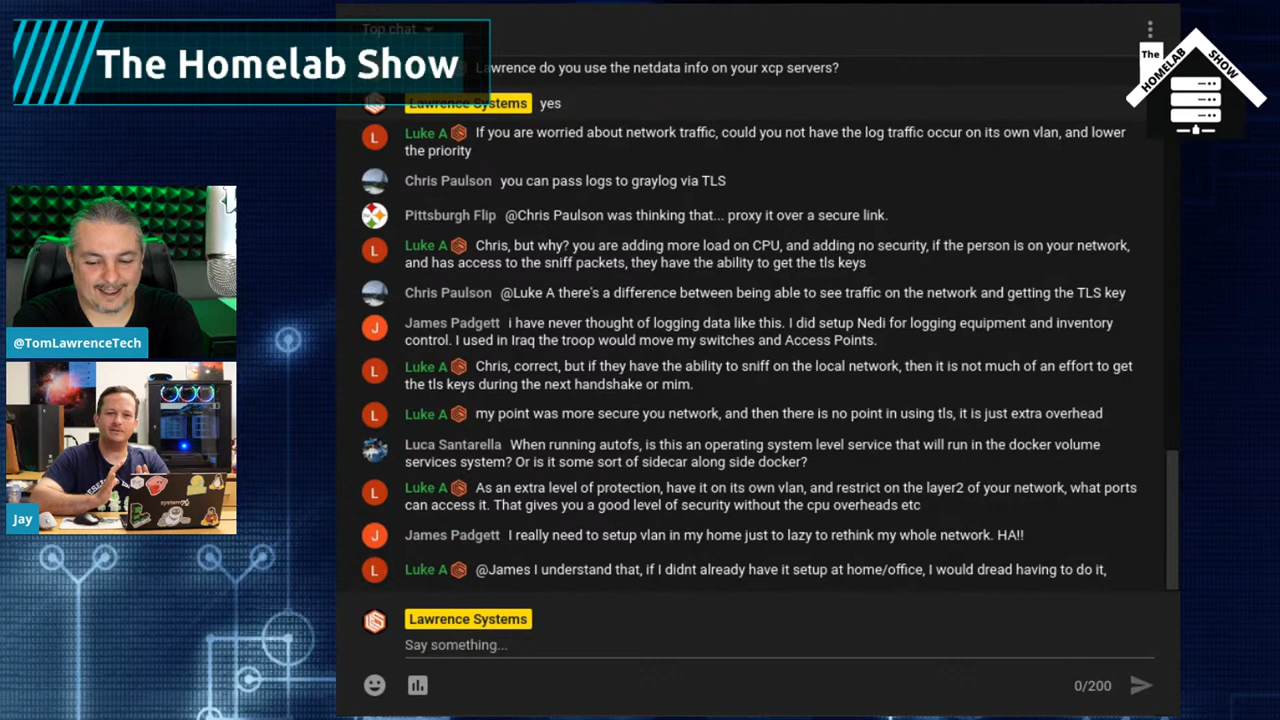 The Homelab Show
Top chat
The
HOMELAB
SHOW
Lawrence do you use the netdata info on your xcp servers?
Lawrence Systems yes
Luke A If you are worried about network traffic, could you not have the log traffic occur on its own vlan, and lower
the priority
Chris Paulson you can pass logs to graylog via TLS
Pittsburgh Flip @Chris Paulson was thinking that... proxy it over a secure link.
Luke A Chris, but why? you are adding more load on CPU, and adding no security, if the person is on your network,
and has access to the sniff packets, they have the ability to get the tls keys
Chris Paulson @Luke A there's a difference between being able to see traffic on the network and getting the TLS key
James Padgett i have never thought of logging data like this. I did setup Nedi for logging equipment and inventory
control. I used in Iraq the troop would move my switches and Access Points.
Luke A Chris, correct, but if they have the ability to sniff on the local network, then it is not much of an effort to get
the tls keys during the next handshake or mim.
Luke A my point was more secure you network, and then there is no point in using tls, it is just extra overhead
Luca Santarella When running autofs, is this an operating system level service that will run in the docker volume
services system? Or is it some sort of sidecar along side docker?
Luke A As an extra level of protection, have it on its own vlan, and restrict on the layer2 of your network, what ports
can access it. That gives you a good level of security without the cpu overheads etc
James Padgett I really need to setup vlan in my home just to lazy to rethink my whole network. HA!!
Luke A @James I understand that, if I didnt already have it setup at home/office, I would dread having to do it,
Lawrence Systems
Say something...
0/200
@TomLawrenceTech
Jay